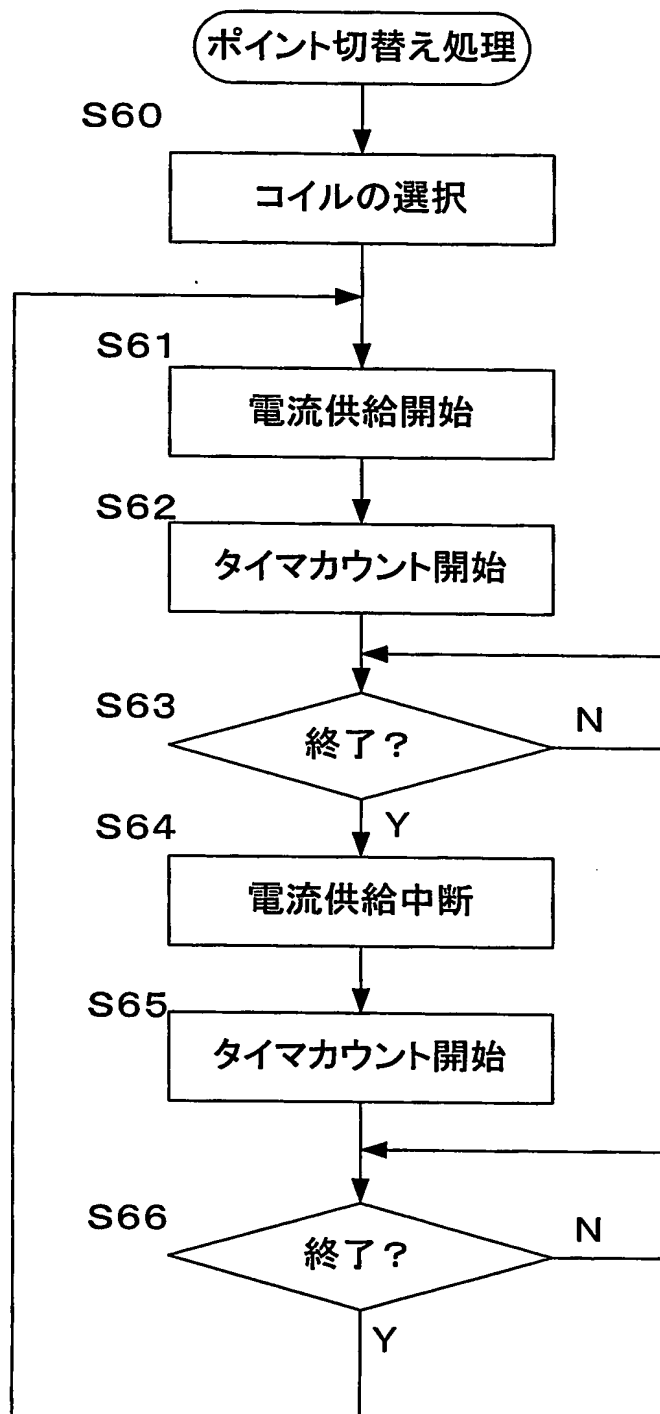 ポイント切替え処理
S60
コイルの選択
S61
電流供給開始
S62
タイマカウント開始
S63
終了?
N
Y
S64
電流供給中断
S65
タイマカウント開始
S66
終了?
N
Y